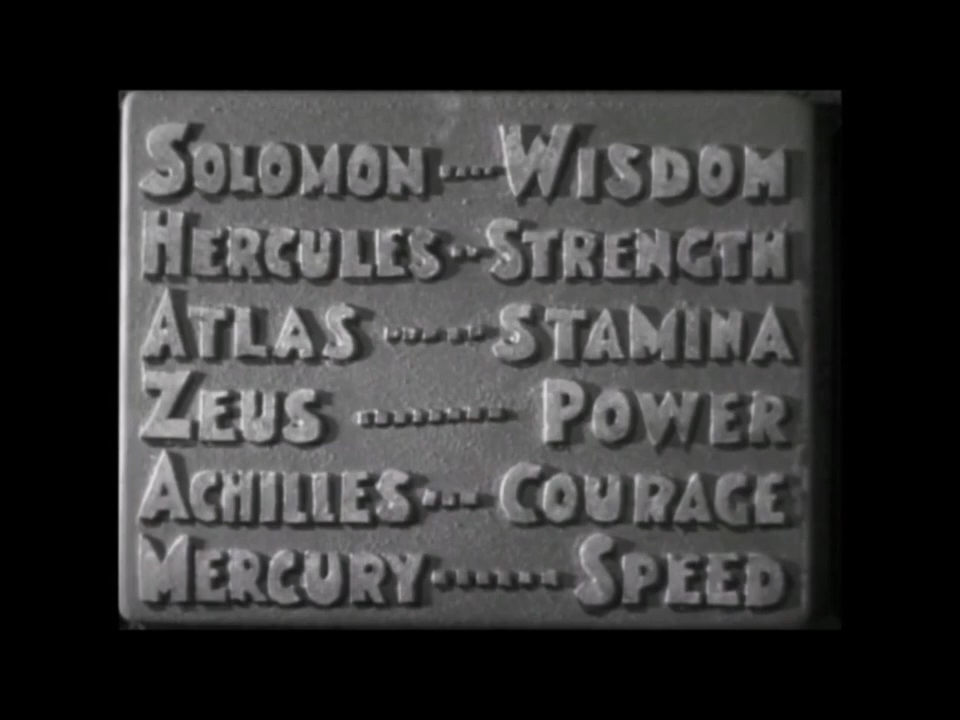 SOLOMON----WISDOM
HERCULES--STRENGTH
ATLAS-----STAMINA
ZEUS--------POWER
ACHILLES---COURAGE
MERCURY------SPEED